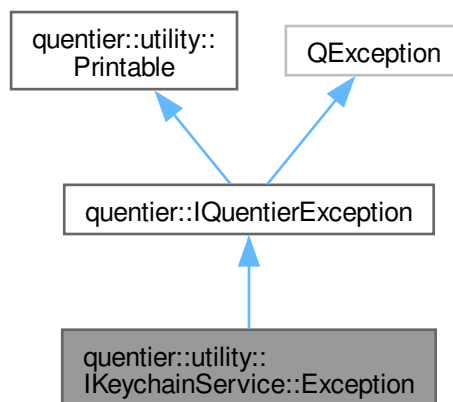 quentier::utility::
Printable
QException
quentier::IQuentierException
quentier::utility::
IKeychainService::Exception